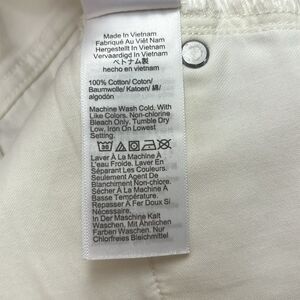 Made In Vietnam
Fabriqué Au Viêt Nam
Hergestellt In Vietnam
Vervaardigd In Vietnam
ベトナム製
hecho en vietnam
100% Cotton/ Coton/
Baumwolle/ Katoen/ 綿/
algodón
Machine Wash Cold, With
Like Colors. Non-chlorine
Bleach Only. Tumble Dry
Low, Iron On Lowest
Setting.
Laver À La Machine À
L'eau Froide. Laver En
Séparant Les Couleurs.
Seulement Agent De
Blanchiment Non-chlore.
Sécher À La Machine À
Basse Température.
Repasser À Fer Doux Si
Nécessaire.
In Der Maschine Kalt
Waschen, Mit Ähnlichen
Farben Waschen. Nur
Chlorfreies Bleichmittel